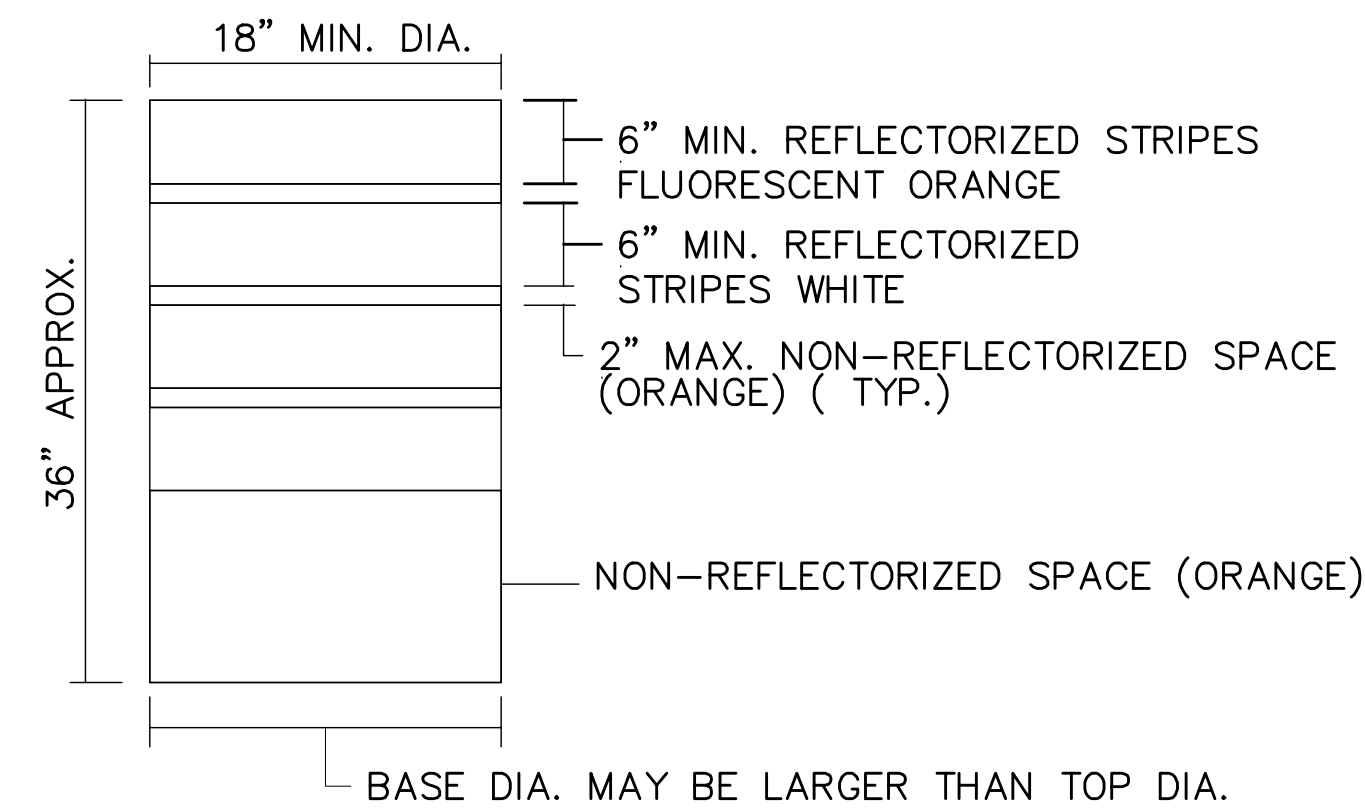 18” MIN. DIA.
6” MIN. REFLECTORIZED STRIPES
FLUORESCENT ORANGE
6” MIN. REFLECTORIZED
STRIPES WHITE
2” MAX. NON-REFLECTORIZED SPACE
(ORANGE) ( TYP.)
36” APPROX.
NON-REFLECTORIZED SPACE (ORANGE)
BASE DIA. MAY BE LARGER THAN TOP DIA.